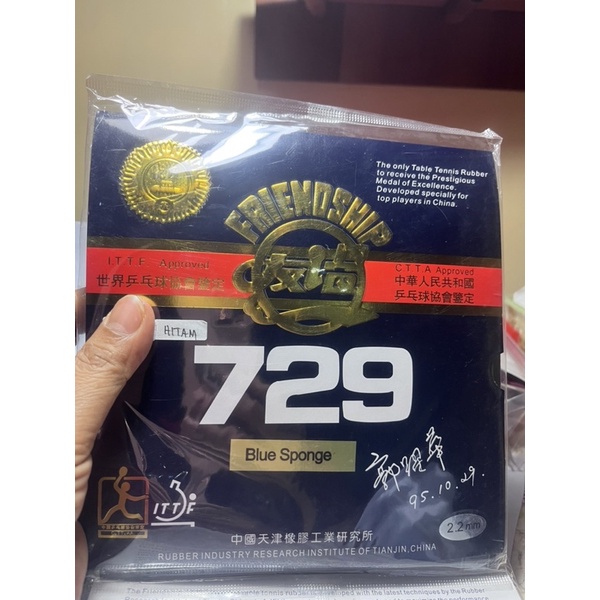 The only Table Tennis Rubber
to receive the Prestigious
Medal of Excellence.
Developed specially for
top players in China.
FRIENDSHIP
友誼
I.T.T.F. Approved
世界乒乓球協會鑒定
C.T.T.A Approved
中華人民共和國
乒乓球協會鑒定
HITAM
729
Blue Sponge
95.10.29.
ITTF
2.2mm
中國天津橡膠工業研究所
RUBBER INDUSTRY RESEARCH INSTITUTE OF TIANJIN,CHINA